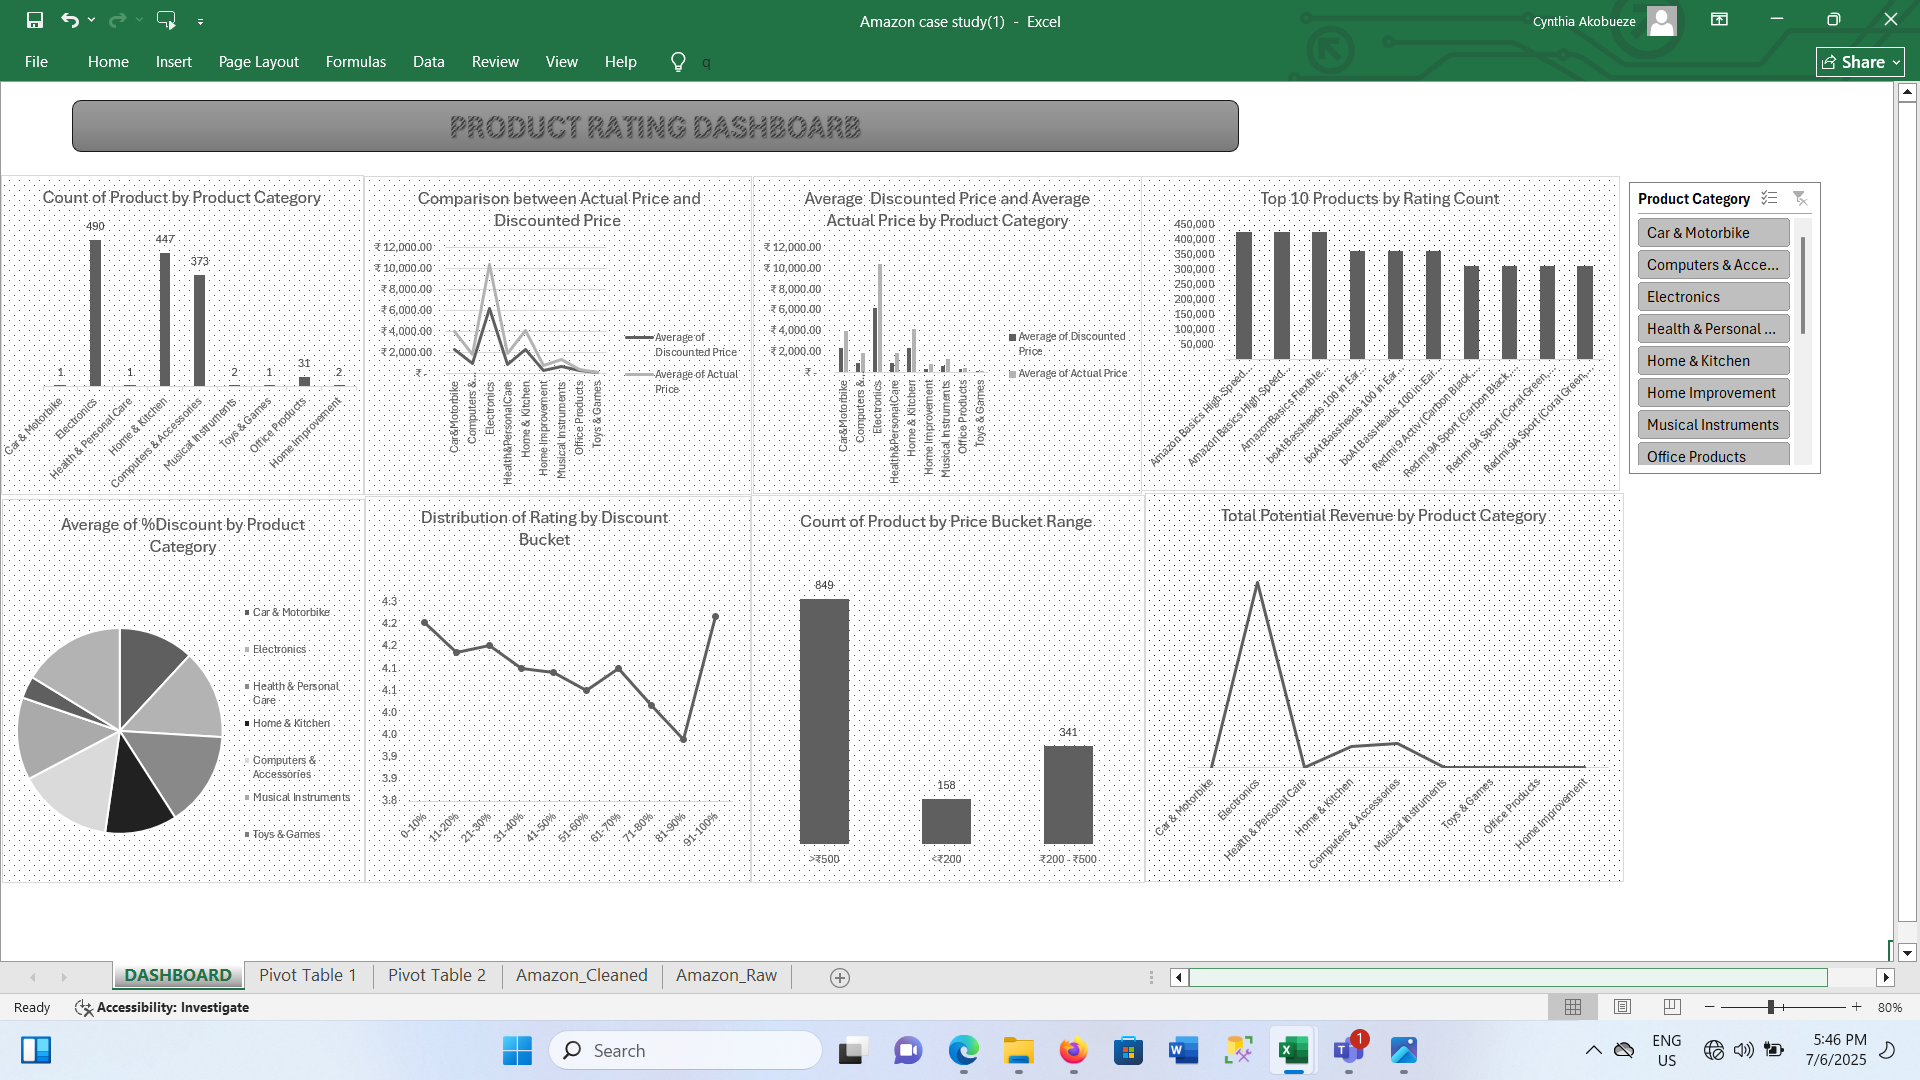 Amazon case study(1) - Excel
Cynthia Akobueze
File
Home
Insert
Page Layout
Formulas
Data
Review
View
Help
q
Share
PRODUCT RATING DASHBOARB
Count of Product by Product Category
490
447
373
1
1
2
1
31
2
Car & Motorbike
Electronics
Health & Personal Care
Home & Kitchen
Computers & Accessories
Musical Instruments
Toys & Games
Office Products
Home Improvement
Comparison between Actual Price and
Discounted Price
₹ 12,000.00
₹ 10,000.00
₹ 8,000.00
₹ 6,000.00
₹ 4,000.00
₹ 2,000.00
₹ -
Car&Motorbike
Computers &...
Electronics
Health&PersonalCare
Home & Kitchen
Home Improvement
Musical Instruments
Office Products
Toys & Games
Average of
Discounted Price
Average of Actual
Price
Average Discounted Price and Average
Actual Price by Product Category
₹ 12,000.00
₹ 10,000.00
₹ 8,000.00
₹ 6,000.00
₹ 4,000.00
₹ 2,000.00
₹ -
Car&Motorbike
Computers &...
Electronics
Health&PersonalCare
Home & Kitchen
Home Improvement
Musical Instruments
Office Products
Toys & Games
Average of Discounted
Price
Average of Actual Price
Top 10 Products by Rating Count
450,000
400,000
350,000
300,000
250,000
200,000
150,000
100,000
50,000
Amazon Basics High-Speed...
Amazon Basics High-Speed...
AmazonBasics Flexible...
boAt Bassheads 100 in Ear...
boAt Bassheads 100 in Ear...
boAt BassHeads 100 in-Ear...
Redmi 9 Activ (Carbon Black,...
Redmi 9A Sport (Carbon Black,...
Redmi 9A Sport (Coral Green,...
Redmi 9A Sport (Coral Green,...
Product Category
Car & Motorbike
Computers & Acce...
Electronics
Health & Personal ...
Home & Kitchen
Home Improvement
Musical Instruments
Office Products
Average of %Discount by Product
Category
Car & Motorbike
Electronics
Health & Personal
Care
Home & Kitchen
Computers &
Accessories
Musical Instruments
Toys & Games
Distribution of Rating by Discount
Bucket
4.3
4.2
4.2
4.1
4.1
4.0
4.0
3.9
3.9
3.8
0-10%
11-20%
21-30%
31-40%
41-50%
51-60%
61-70%
71-80%
81-90%
91-100%
Count of Product by Price Bucket Range
849
158
341
>₹500
<₹200
₹200 - ₹500
Total Potential Revenue by Product Category
Car & Motorbike
Electronics
Health & Personal Care
Home & Kitchen
Computers & Accessories
Musical Instruments
Toys & Games
Office Products
Home Improvement
DASHBOARD
Pivot Table 1
Pivot Table 2
Amazon_Cleaned
Amazon_Raw
Ready
Accessibility: Investigate
80%
Search
1
ENG
US
5:46 PM
7/6/2025